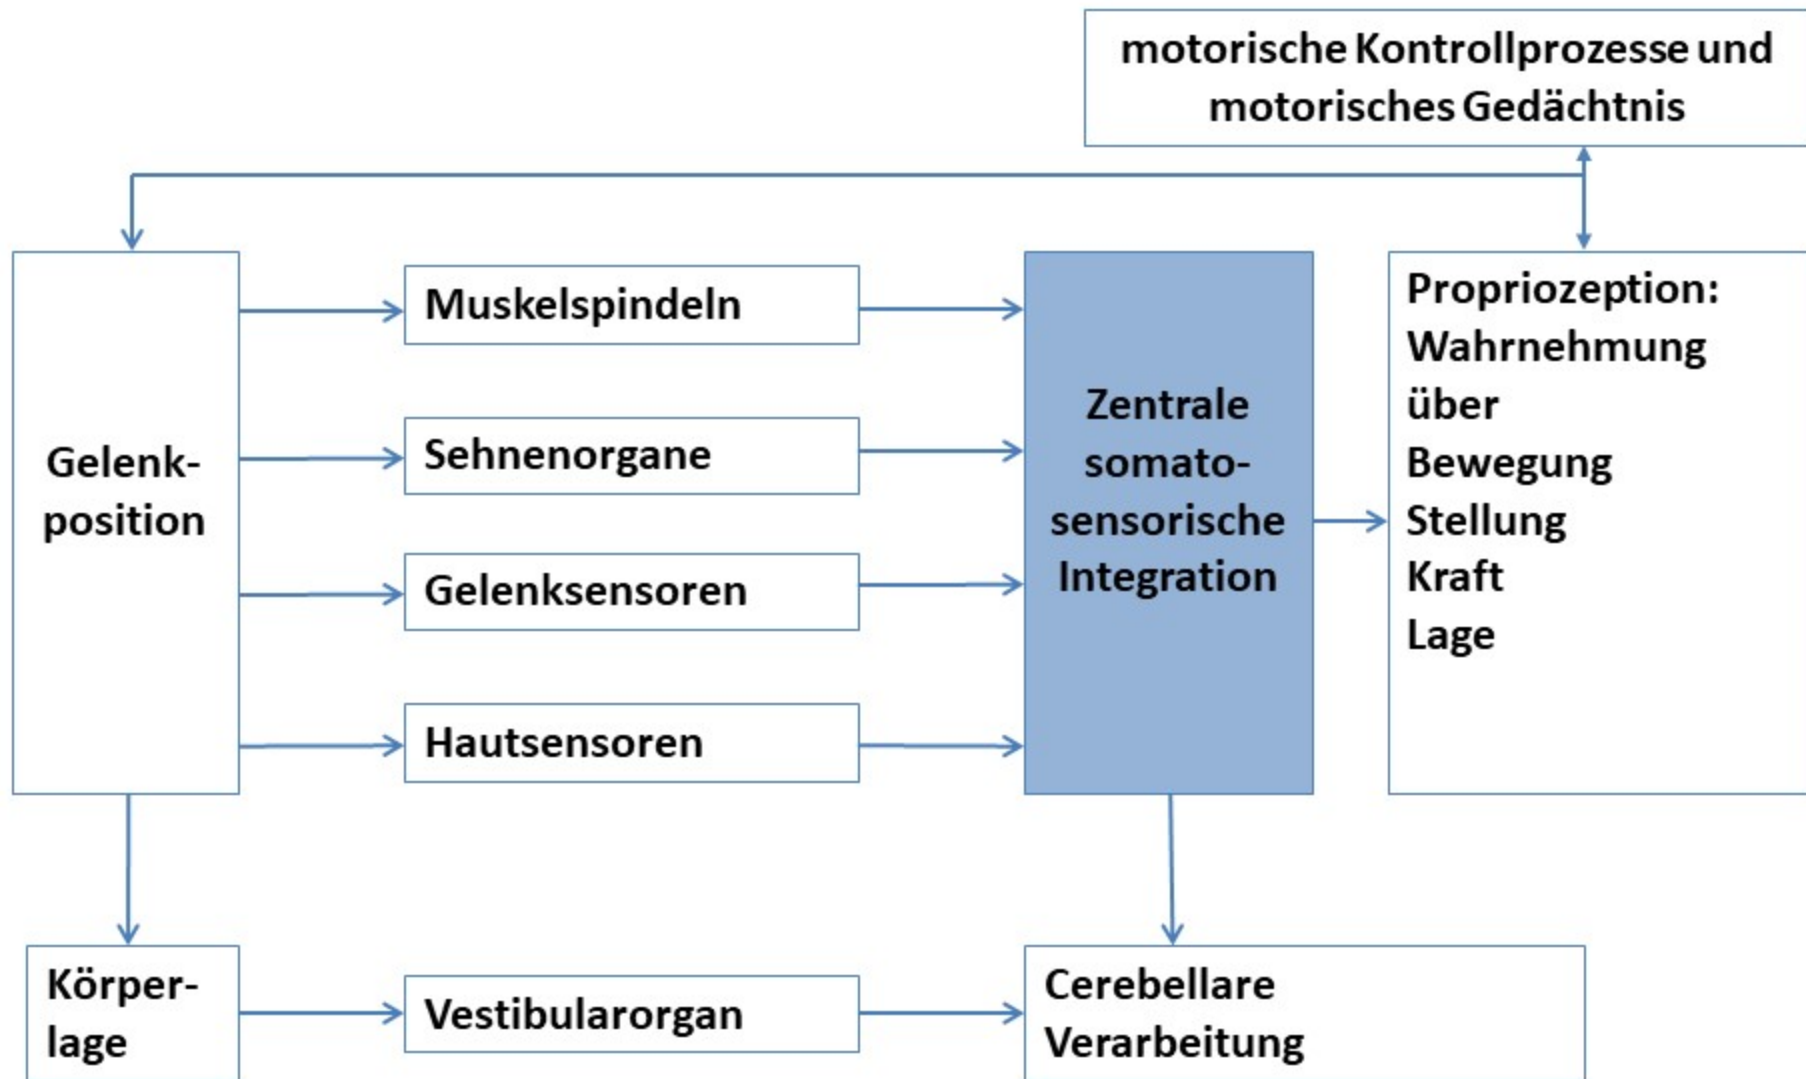 motorische Kontrollprozesse und
motorisches Gedächtnis
Gelenk-
position
Muskelspindeln
Sehnenorgane
Gelenksensoren
Hautsensoren
Zentrale
somato-
sensorische
Integration
Propriozeption:
Wahrnehmung
über
Bewegung
Stellung
Kraft
Lage
Körper-
lage
Vestibularorgan
Cerebellare
Verarbeitung